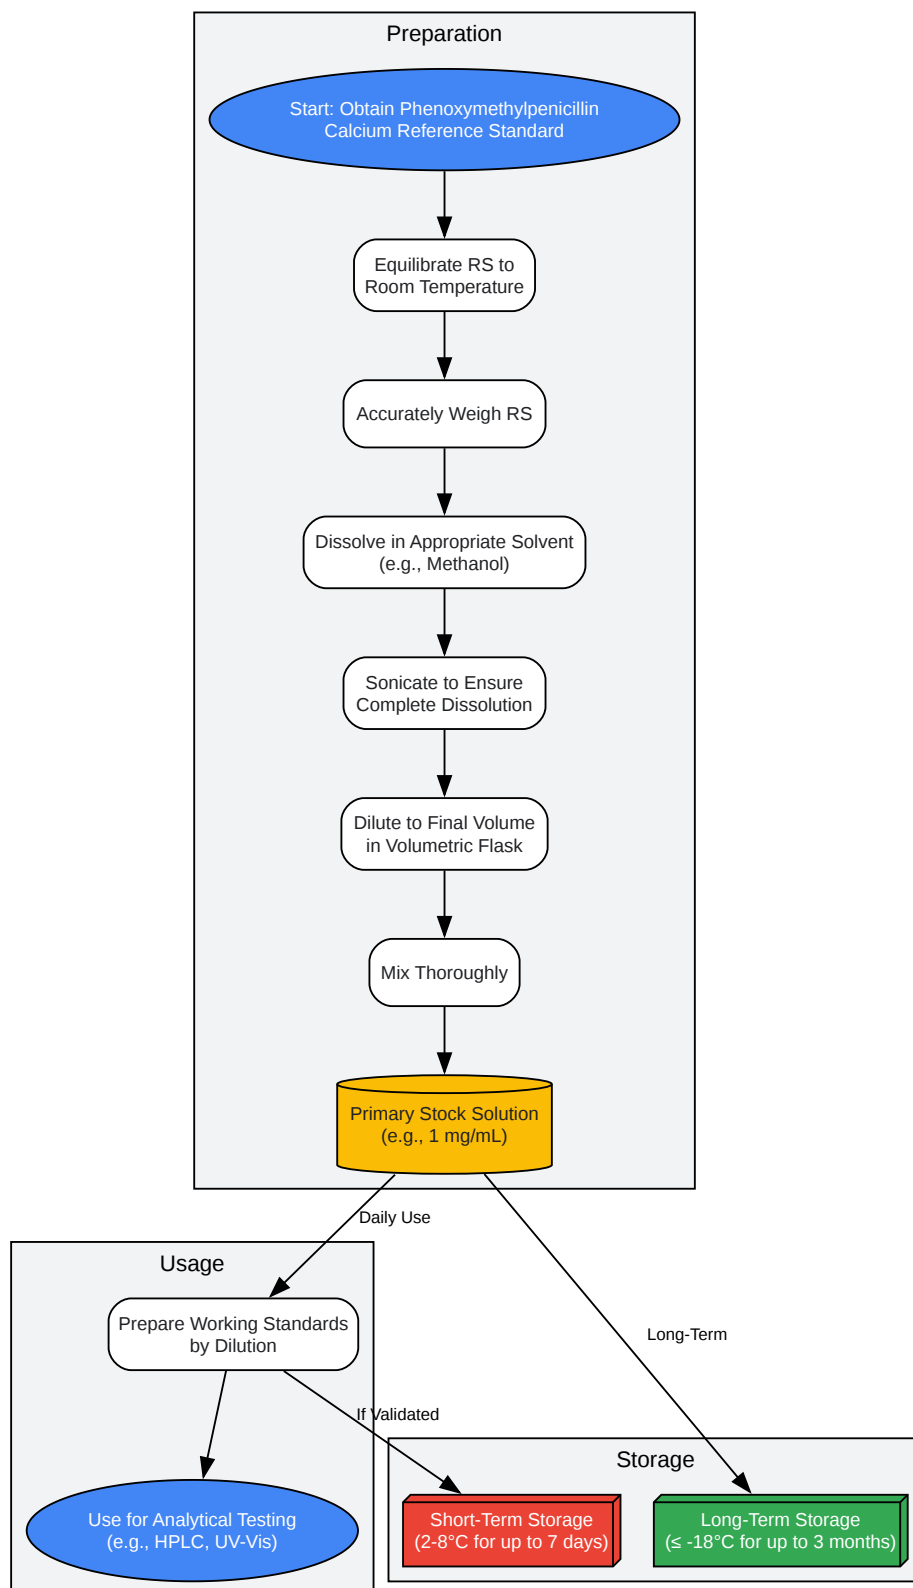 Preparation
Start: Obtain Phenoxymethylpenicillin
Calcium Reference Standard
Equilibrate RS to
Room Temperature
Accurately Weigh RS
Dissolve in Appropriate Solvent
(e.g., Methanol)
Sonicate to Ensure
Complete Dissolution
Dilute to Final Volume
in Volumetric Flask
Mix Thoroughly
Primary Stock Solution
(e.g., 1 mg/mL)
Daily Use
Usage
Prepare Working Standards
by Dilution
Long-Term
If Validated
Storage
Use for Analytical Testing
(e.g., HPLC, UV-Vis)
Short-Term Storage
(2-8°C for up to 7 days)
Long-Term Storage
(≤ -18°C for up to 3 months)